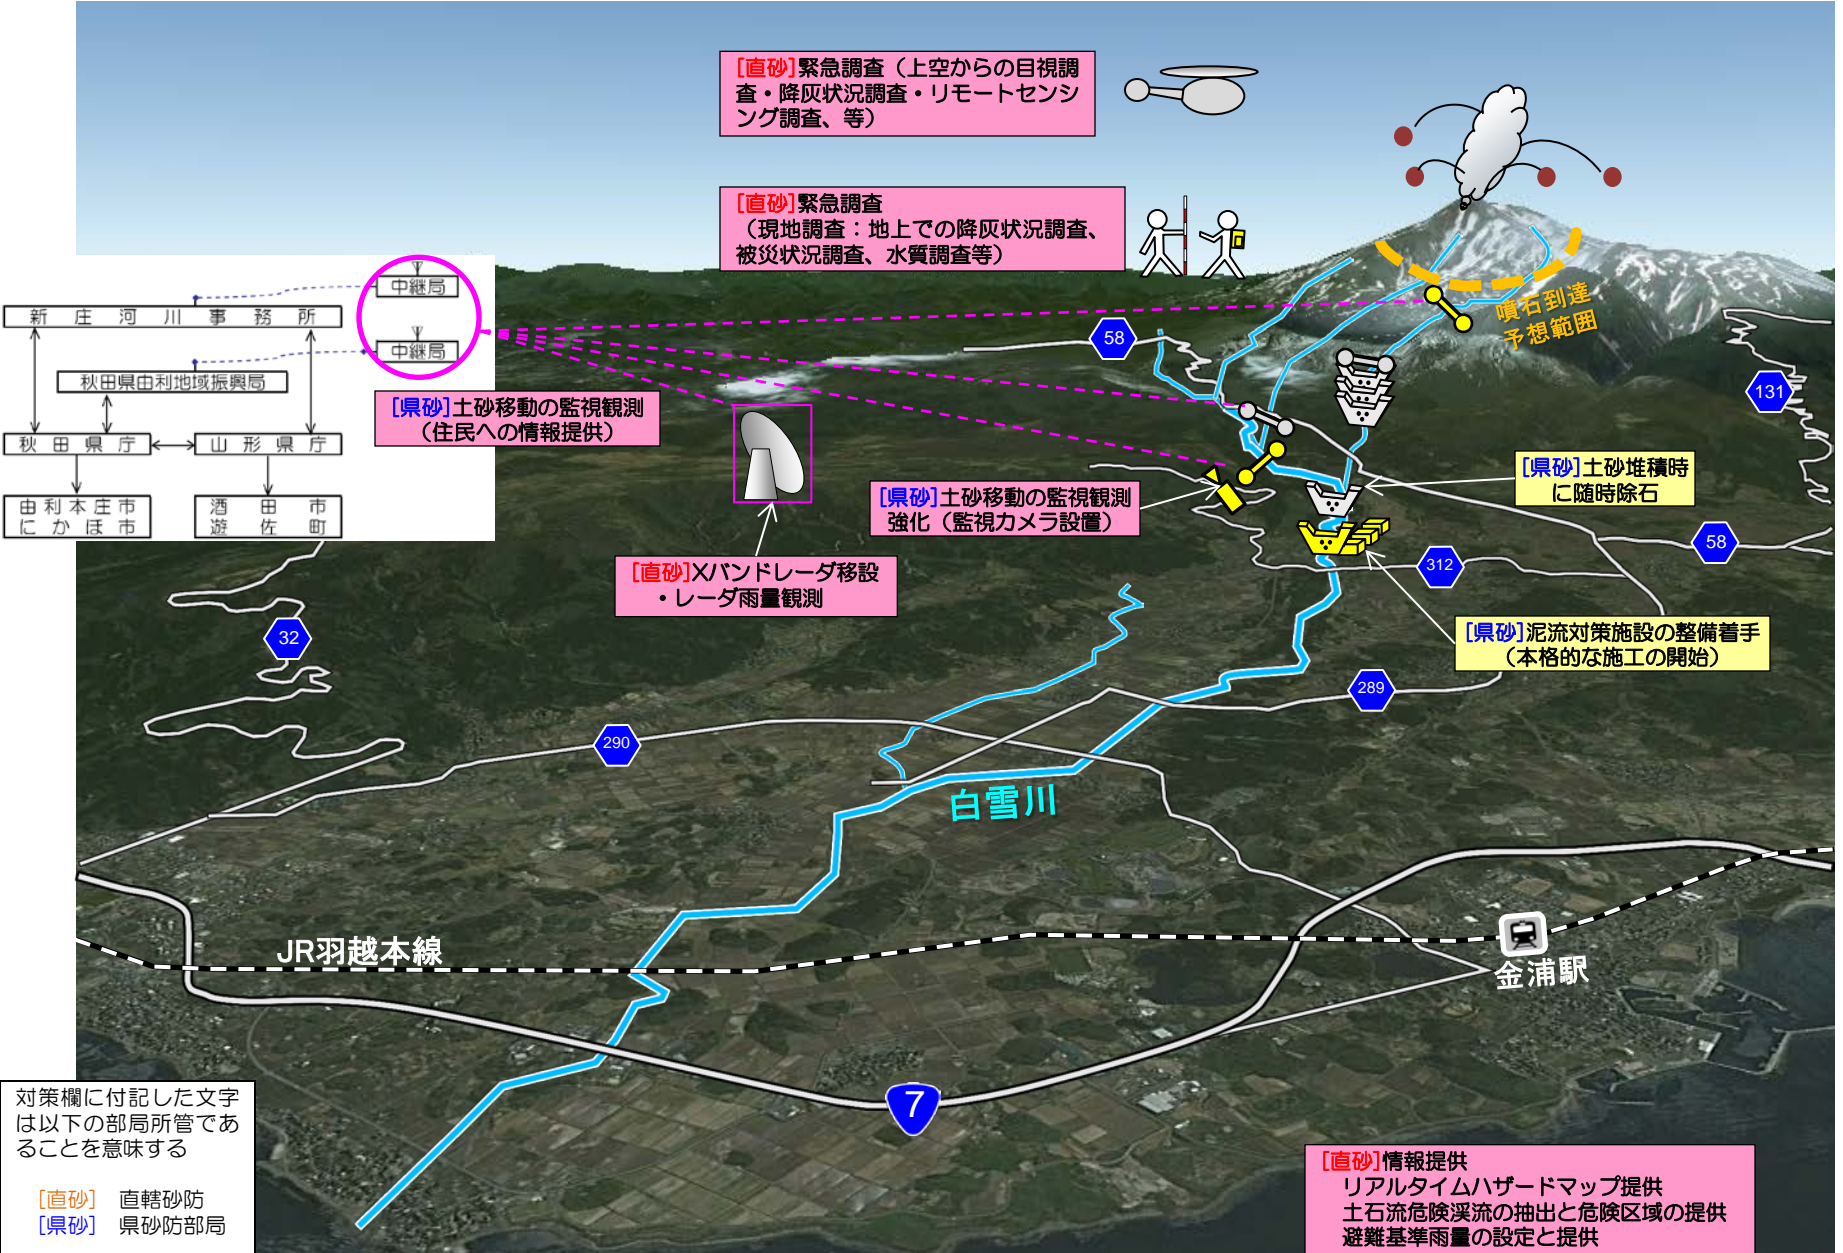 [直砂]緊急調査（上空からの目視調
査・降灰状況調査・リモートセンシ
ング調査、等）
[直砂]緊急調査
（現地調査：地上での降灰状況調査、
被災状況調査、水質調査等）
噴石到達
予想範囲
中継局
新庄河川事務所
中継局
秋田県由利地域振興局
秋田県庁
山形県庁
由利本庄市
にかほ市
酒田市
遊佐町
[県砂]土砂移動の監視観測
（住民への情報提供）
58
131
[県砂]土砂移動の監視観測
強化（監視カメラ設置）
[県砂]土砂堆積時
に随時除石
[直砂]Xバンドレーダ移設
・レーダ雨量観測
58
312
32
[県砂]泥流対策施設の整備着手
（本格的な施工の開始）
289
290
白雪川
JR羽越本線
金浦駅
7
対策欄に付記した文字
は以下の部局所管であ
ることを意味する
[直砂] 直轄砂防
[県砂] 県砂防部局
[直砂]情報提供
リアルタイムハザードマップ提供
土石流危険渓流の抽出と危険区域の提供
避難基準雨量の設定と提供